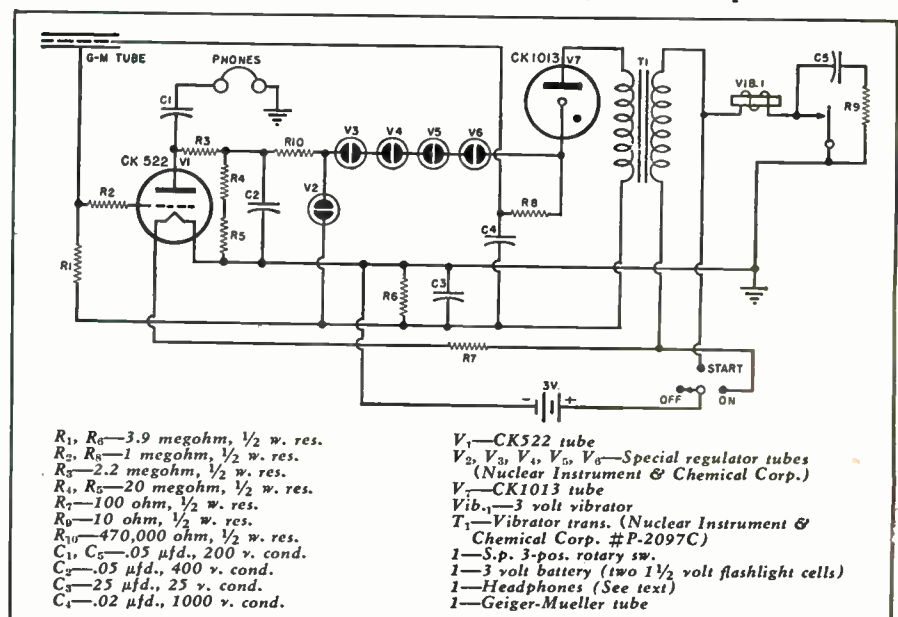 G-M TUBE
PHONES
CK1013
V7
T1
C5
VIB.1
R9
C1
CK 522
V1
R3
R10
V3
V4
V5
V6
R2
R4
C2
V2
R8
R5
C4
R1
R6
C3
R7
START
OFF
ON
-
3V.
+
R₁, R₆—3.9 megohm, ½ w. res.
R₂, R₈—1 megohm, ½ w. res.
R₃—2.2 megohm, ½ w. res.
R₄, R₅—20 megohm, ½ w. res.
R₇—100 ohm, ½ w. res.
R₉—10 ohm, ½ w. res.
R₁₀—470,000 ohm, ½ w. res.
C₁, C₅—.05 µfd., 200 v. cond.
C₂—.05 µfd., 400 v. cond.
C₃—25 µfd., 25 v. cond.
C₄—.02 µfd., 1000 v. cond.
V₁—CK522 tube
V₂, V₃, V₄, V₅, V₆—Special regulator tubes
(Nuclear Instrument & Chemical Corp.)
V₇—CK1013 tube
Vib.₁—3 volt vibrator
T₁—Vibrator trans. (Nuclear Instrument &
Chemical Corp. #P-2097C)
1—S.p. 3-pos. rotary sw.
1—3 volt battery (two 1½ volt flashlight cells)
1—Headphones (See text)
1—Geiger-Mueller tube